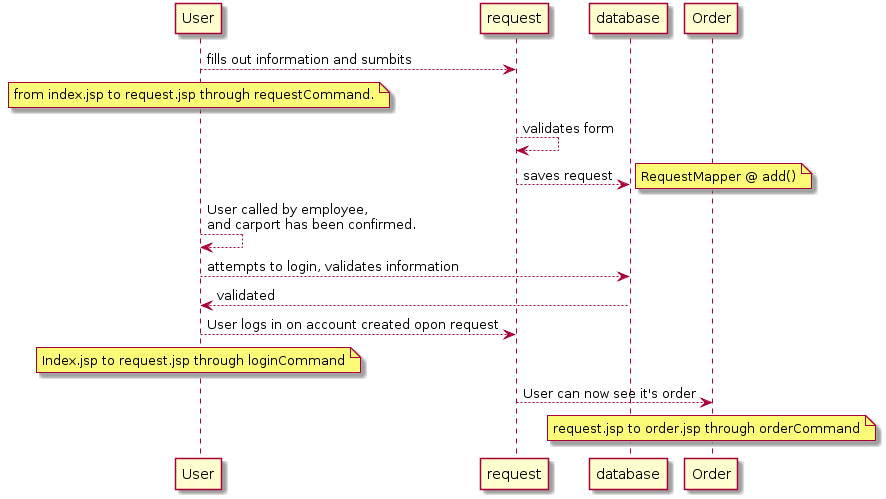 User request database Order
fills out information and sumbits
from index.jsp to request.jsp through requestCommand.
validates form
saves request RequestMapper @ add()
User called by employee,
and carport has been confirmed.
attempts to login, validates information
validated
User logs in on account created opon request
Index.jsp to request.jsp through loginCommand
User can now see it's order
request.jsp to order.jsp through orderCommand
User request database Order